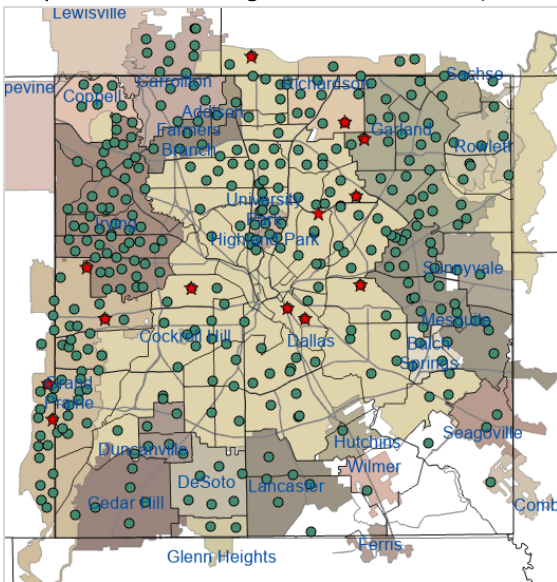 Lewisville
Carrollton
Richardson
Sachse
pevine
Coppell
Addison
Farmers
Branch
Garland
Rowlett
University
Park
Irving
Highland Park
Sunnyvale
Mesquite
Cockrell Hill
Dallas
Balch
Springs
Grand
Prairie
Seagoville
Hutchins
Duncanville
Wilmer
DeSoto
Lancaster
Cedar Hill
Comb
Ferris
Glenn Heights